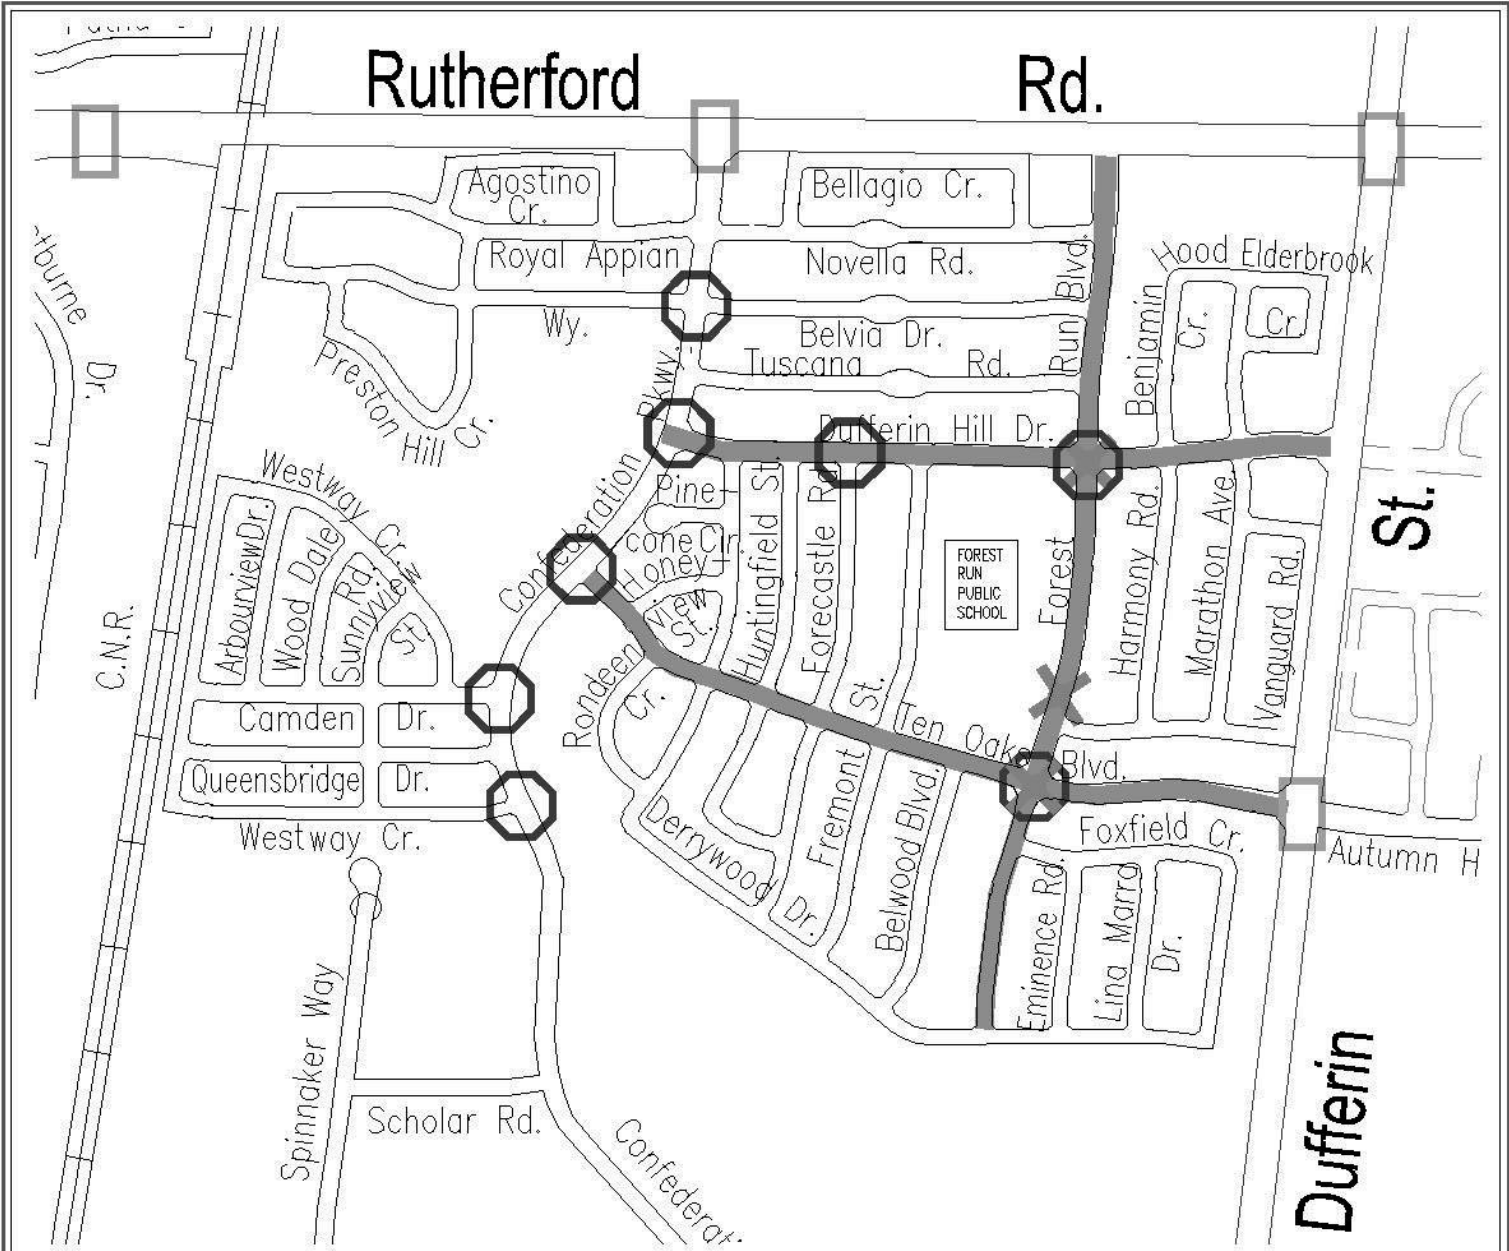 Rutherford Rd.
Agostino
Cr.
Bellagio Cr.
Royal Appian
Wy.
Novella Rd.
Belvia Dr.
Tuscana Rd.
Dufferin Hill Dr.
Hood
Elderbrook
Cr.
Benjamin
Cr.
Forest Run Blvd.
Preston Hill Cr.
Dr.
Westway Cr.
Arbourview Dr.
Wood Dale
Rd.
Sunnyview
St.
Confederation Pkwy.
Pine-
cone Cir.
Honey-
view
St.
Huntingfield St.
Forecastle Rd.
FOREST
RUN
PUBLIC
SCHOOL
Harmony Rd.
Marathon Ave.
Vanguard Rd.
C.N.R.
Camden Dr.
Queensbridge Dr.
Westway Cr.
Rondeen
Cr.
Ten Oaks Blvd.
Derrywood Dr.
Fremont
St.
Belwood Blvd.
Foxfield Cr.
Eminence Rd.
Lina Marra
Dr.
Autumn H
Spinnaker Way
Scholar Rd.
Confederat
Dufferin St.